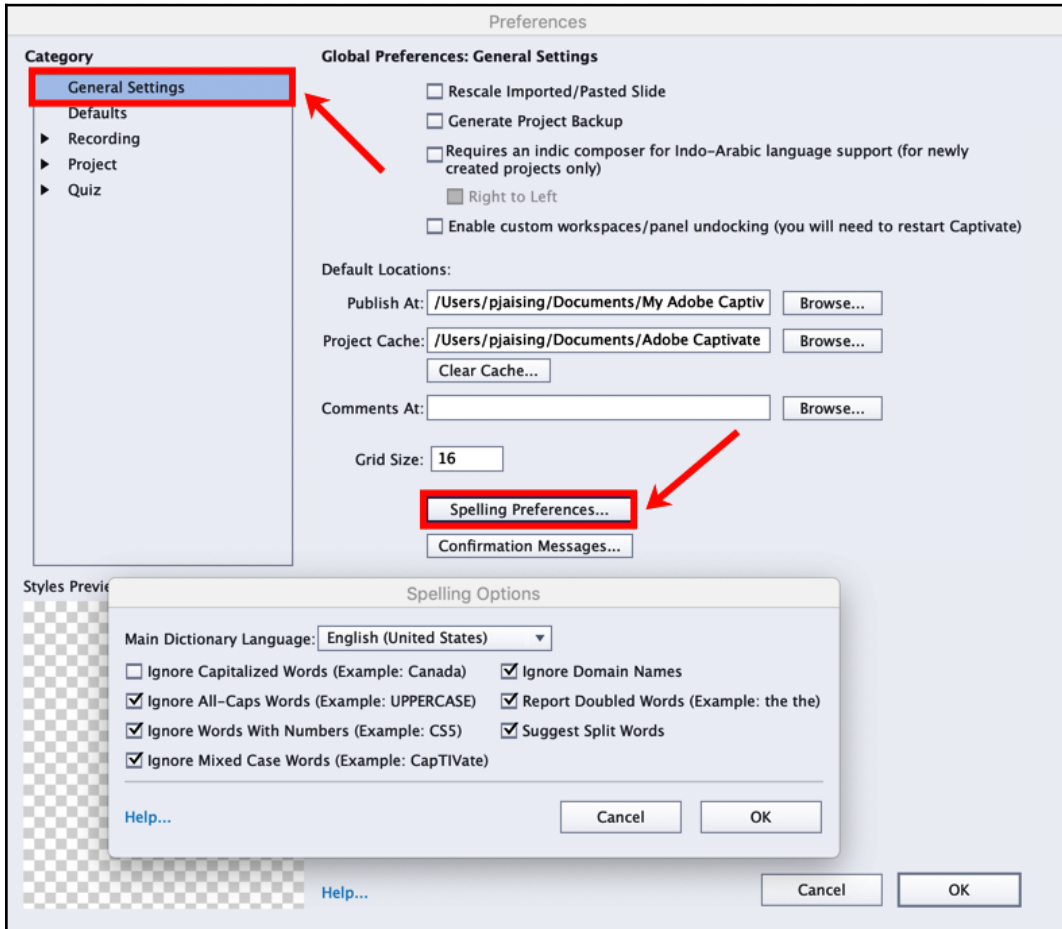 Preferences
Category
General Settings
Defaults
Recording
Project
Quiz
Global Preferences: General Settings
Rescale Imported/Pasted Slide
Generate Project Backup
Requires an indic composer for Indo-Arabic language support (for newly
created projects only)
Right to Left
Enable custom workspaces/panel undocking (you will need to restart Captivate)
Default Locations:
Publish At: /Users/pjaising/Documents/My Adobe Captiv Browse...
Project Cache: /Users/pjaising/Documents/Adobe Captivate Browse...
Clear Cache...
Comments At: Browse...
Grid Size: 16
Spelling Preferences...
Confirmation Messages...
Styles Previe
Spelling Options
Main Dictionary Language: English (United States)
Ignore Capitalized Words (Example: Canada) Ignore Domain Names
Ignore All-Caps Words (Example: UPPERCASE) Report Doubled Words (Example: the the)
Ignore Words With Numbers (Example: CS5) Suggest Split Words
Ignore Mixed Case Words (Example: CapTIVate)
Help... Cancel OK
Help... Cancel OK